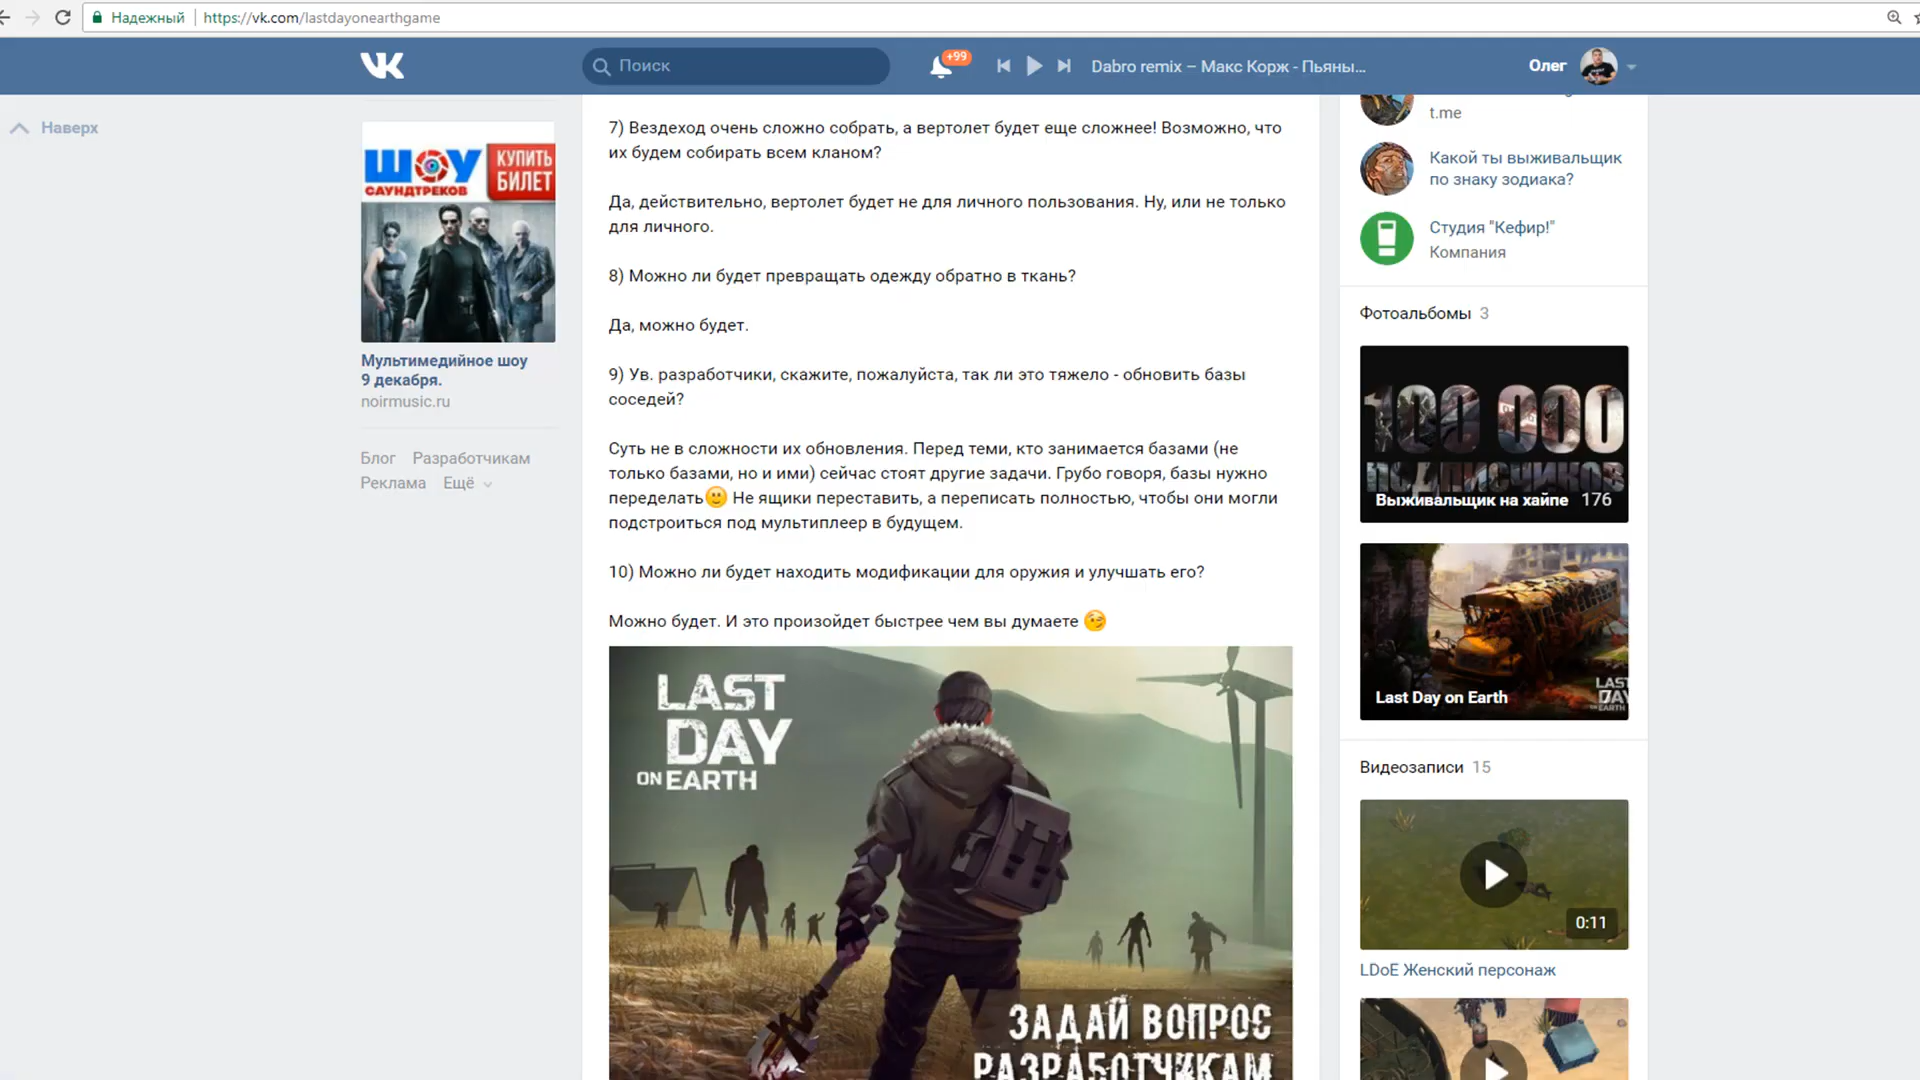 Надежный
https://vk.com/lastdayonearthgame
Поиск
+99
Dabro remix – Макс Корж - Пьяны...
Олег
Наверх
ШОУ
САУНДТРЕКОВ
КУПИТЬ
БИЛЕТ
Мультимедийное шоу
9 декабря.
noirmusic.ru
Блог Разработчикам
Реклама Ещё
7) Вездеход очень сложно собрать, а вертолет будет еще сложнее! Возможно, что
их будем собирать всем кланом?
Да, действительно, вертолет будет не для личного пользования. Ну, или не только
для личного.
8) Можно ли будет превращать одежду обратно в ткань?
Да, можно будет.
9) Ув. разработчики, скажите, пожалуйста, так ли это тяжело - обновить базы
соседей?
Суть не в сложности их обновления. Перед теми, кто занимается базами (не
только базами, но и ими) сейчас стоят другие задачи. Грубо говоря, базы нужно
переделать🙂 Не ящики переставить, а переписать полностью, чтобы они могли
подстроиться под мультиплеер в будущем.
10) Можно ли будет находить модификации для оружия и улучшать его?
Можно будет. И это произойдет быстрее чем вы думаете 😉
LAST
DAY
ON EARTH
ЗАДАЙ ВОПРОС
РАЗРАБОТЧИКАМ
t.me
Какой ты выживальщик
по знаку зодиака?
Студия "Кефир!"
Компания
Фотоальбомы 3
100 000
ПОДПИСЧИКОВ
Выживальщик на хайпе 176
Last Day on Earth
LAST
DAY
ON EARTH
Видеозаписи 15
0:11
LDoE Женский персонаж